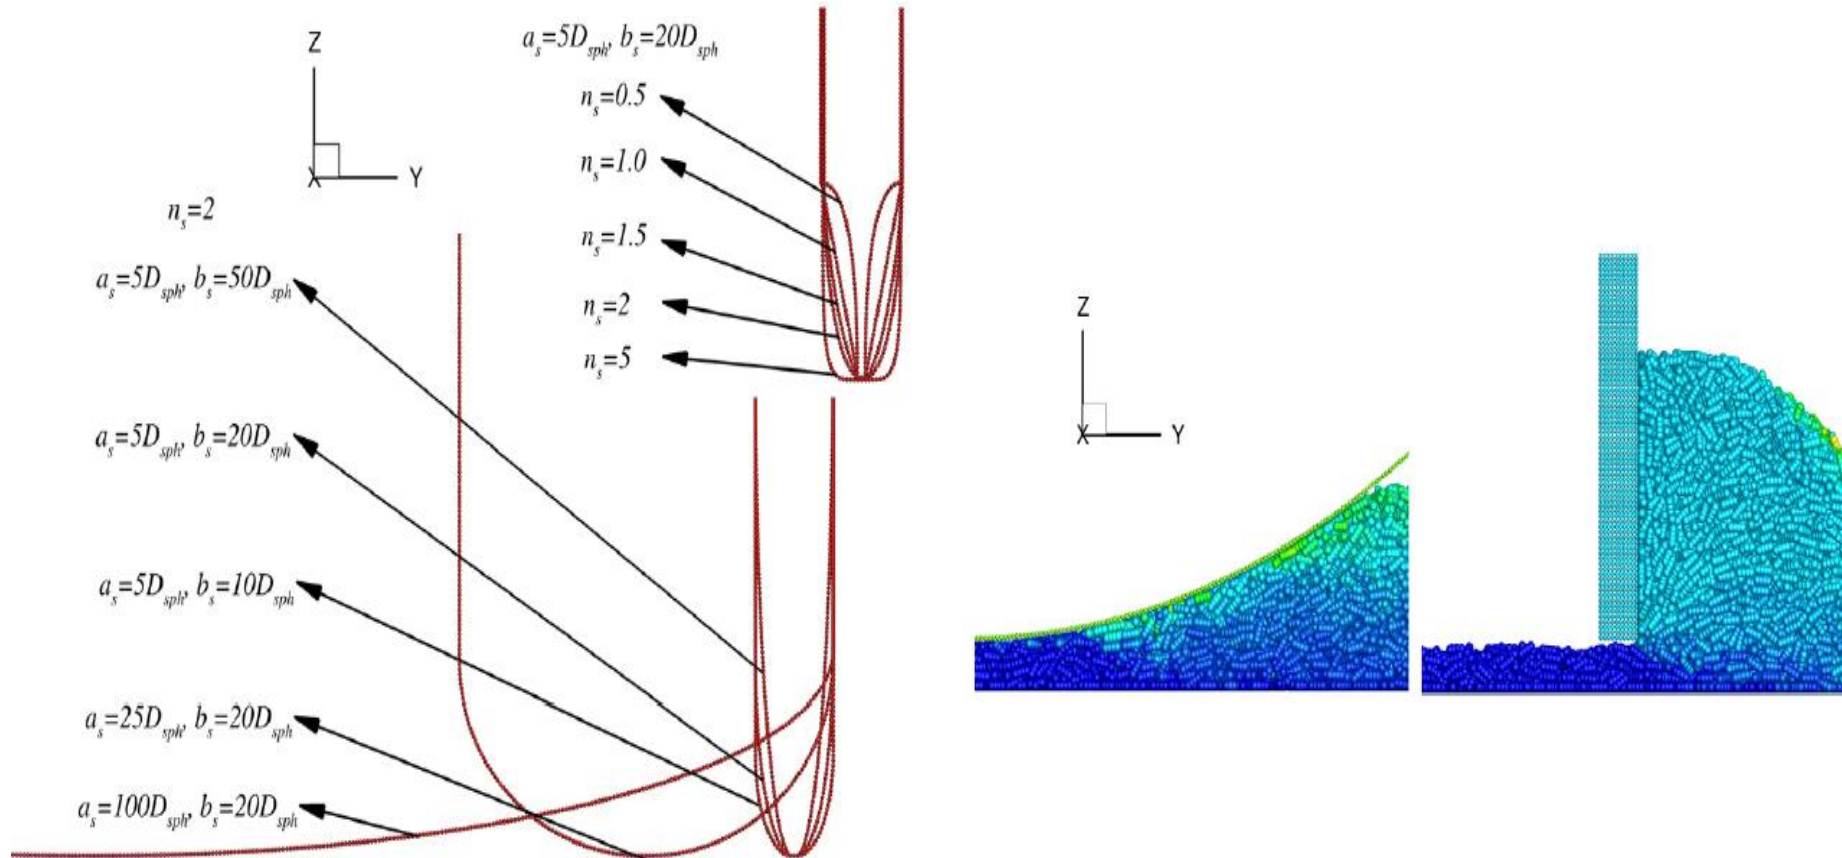 Z
Y
X
n_s=2
a_s=5D_sph, b_s=50D_sph
a_s=5D_sph, b_s=20D_sph
a_s=5D_sph, b_s=10D_sph
a_s=25D_sph, b_s=20D_sph
a_s=100D_sph, b_s=20D_sph
a_s=5D_sph, b_s=20D_sph
n_s=0.5
n_s=1.0
n_s=1.5
n_s=2
n_s=5
Z
Y
X